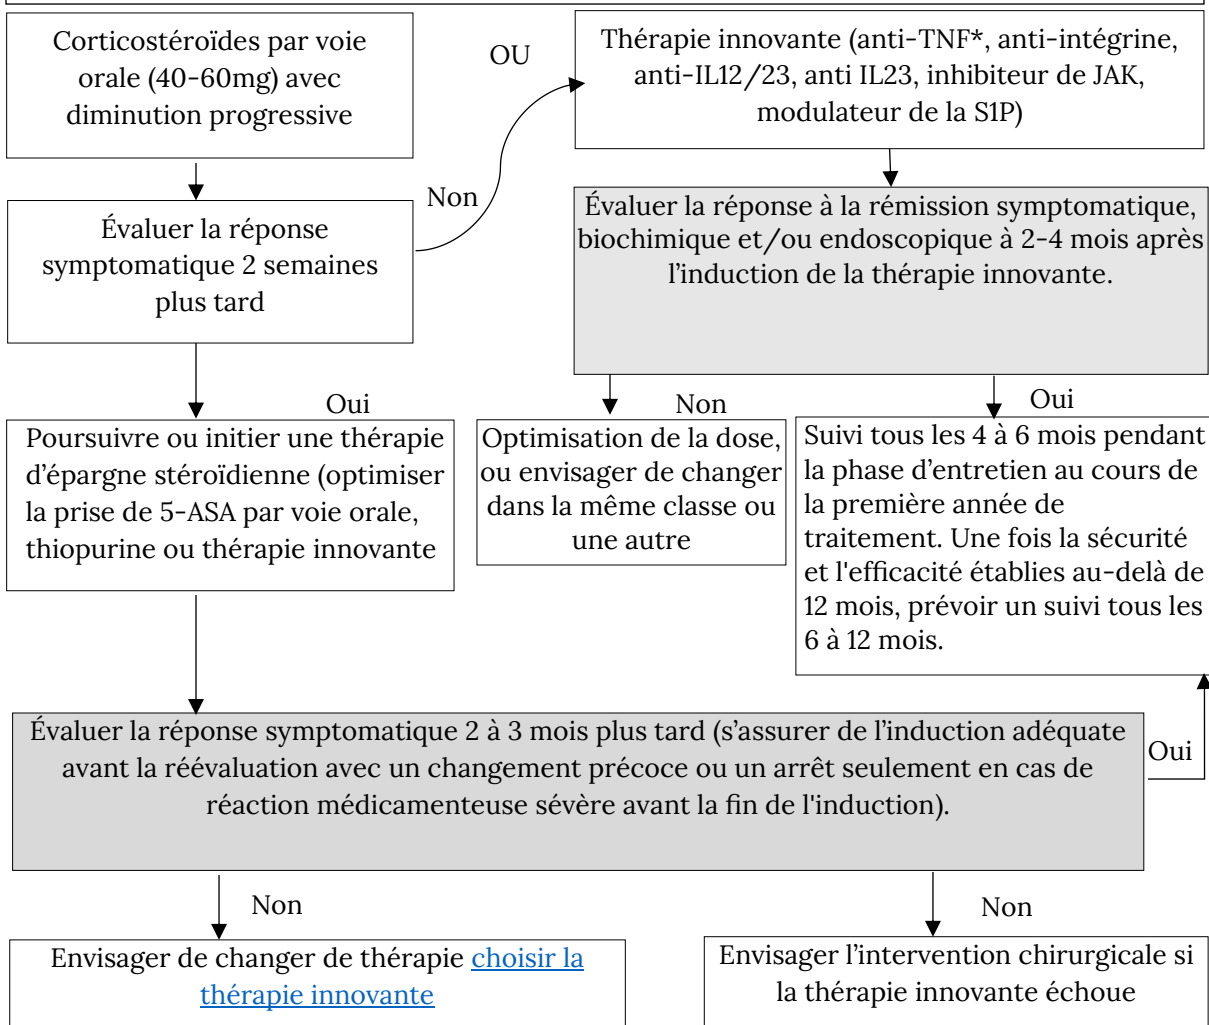 Corticostéroïdes par voie
orale (40-60mg) avec
diminution progressive
OU
Thérapie innovante (anti-TNF*, anti-intégrine,
anti-IL12/23, anti IL23, inhibiteur de JAK,
modulateur de la S1P)
Non
Évaluer la réponse
symptomatique 2 semaines
plus tard
Évaluer la réponse à la rémission symptomatique,
biochimique et/ou endoscopique à 2-4 mois après
l’induction de la thérapie innovante.
Oui
Non
Oui
Poursuivre ou initier une thérapie
d’épargne stéroïdienne (optimiser
la prise de 5-ASA par voie orale,
thiopurine ou thérapie innovante
Optimisation de la dose,
ou envisager de changer
dans la même classe ou
une autre
Suivi tous les 4 à 6 mois pendant
la phase d’entretien au cours de
la première année de
traitement. Une fois la sécurité
et l'efficacité établies au-delà de
12 mois, prévoir un suivi tous les
6 à 12 mois.
Évaluer la réponse symptomatique 2 à 3 mois plus tard (s’assurer de l’induction adéquate
avant la réévaluation avec un changement précoce ou un arrêt seulement en cas de
réaction médicamenteuse sévère avant la fin de l'induction).
Oui
Non
Non
Envisager de changer de thérapie choisir la
thérapie innovante
Envisager l’intervention chirurgicale si
la thérapie innovante échoue